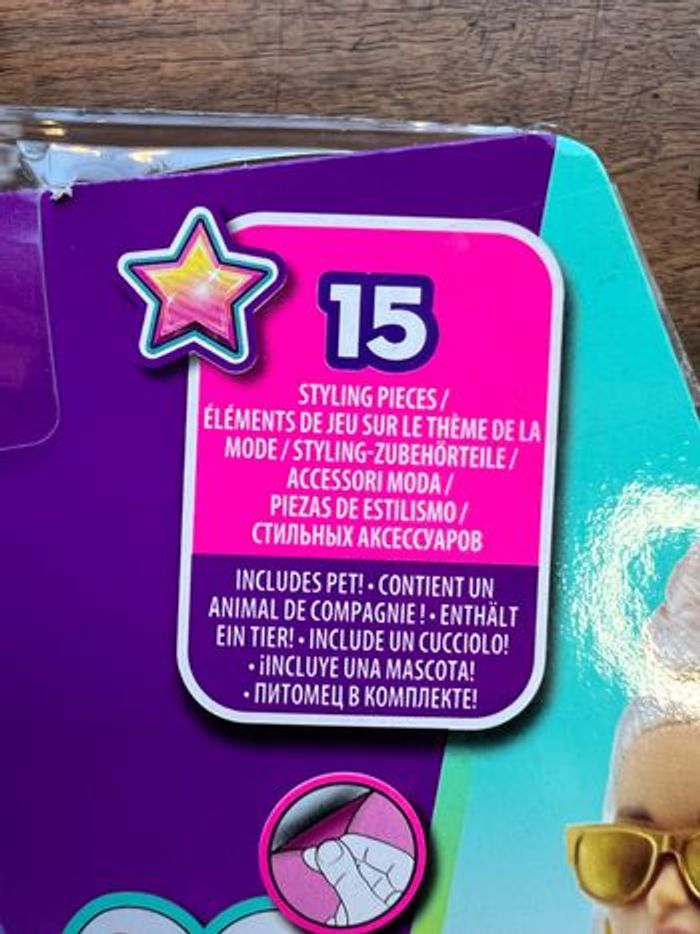 15
STYLING PIECES /
ÉLÉMENTS DE JEU SUR LE THÈME DE LA
MODE / STYLING-ZUBEHÖRTEILE /
ACCESSORI MODA /
PIEZAS DE ESTILISMO /
СТИЛЬНЫХ АКСЕССУАРОВ
INCLUDES PET! • CONTIENT UN
ANIMAL DE COMPAGNIE ! • ENTHÄLT
EIN TIER! • INCLUDE UN CUCCIOLO!
• ¡INCLUYE UNA MASCOTA!
• ПИТОМЕЦ В КОМПЛЕКТЕ!